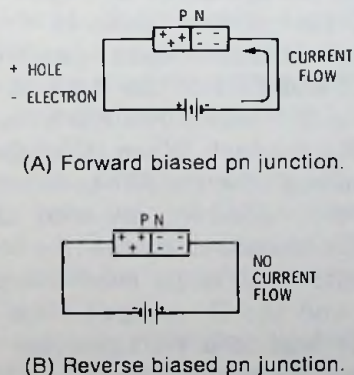 P N
+ + + + + - - - -
+ HOLE
- ELECTRON
CURRENT
FLOW
+ -
(A) Forward biased pn junction.
P N
+ + + + + - - - -
NO
CURRENT
FLOW
- +
(B) Reverse biased pn junction.